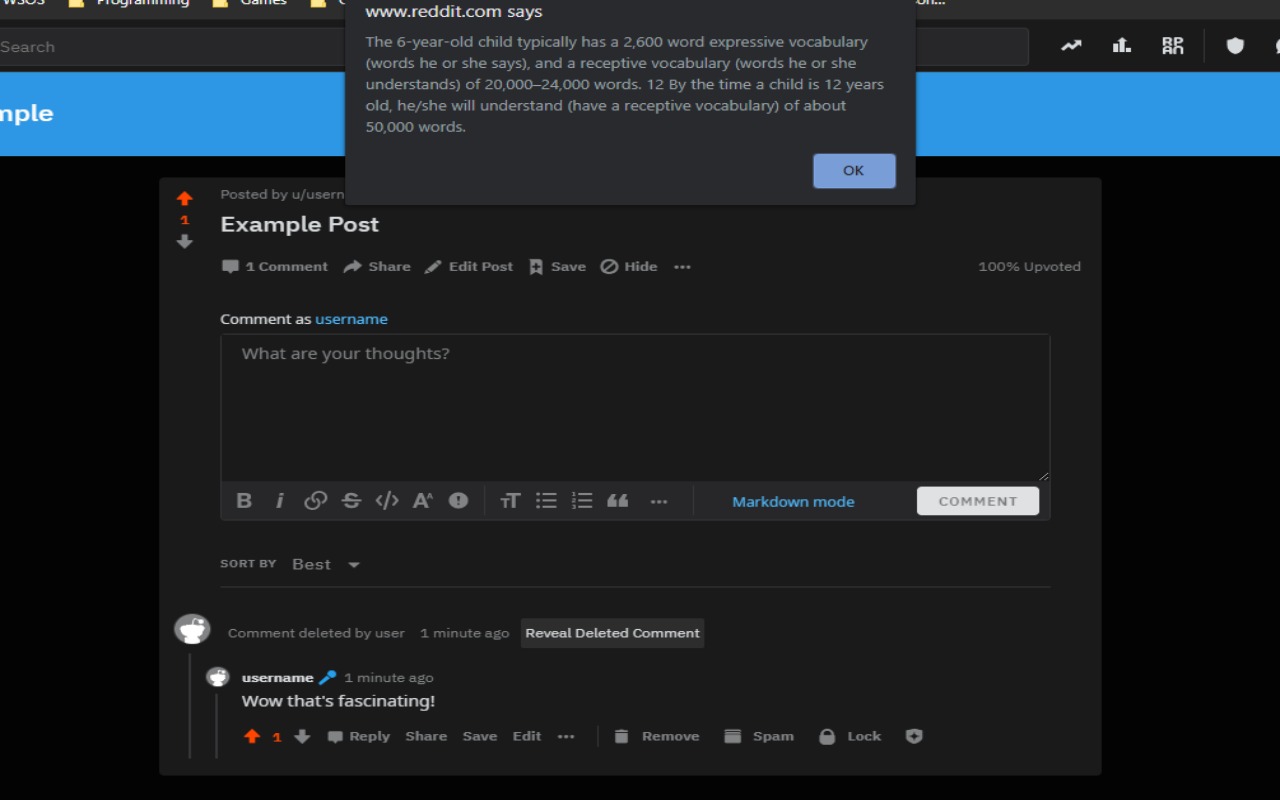 WSOS Programming Games
www.reddit.com says
Search
The 6-year-old child typically has a 2,600 word expressive vocabulary
(words he or she says), and a receptive vocabulary (words he or she
understands) of 20,000–24,000 words. 12 By the time a child is 12 years
old, he/she will understand (have a receptive vocabulary) of about
50,000 words.
OK
mple
Posted by u/usern
1
Example Post
1 Comment Share Edit Post Save Hide ••• 100% Upvoted
Comment as username
What are your thoughts?
B i S </> A^ TT ••• Markdown mode COMMENT
SORT BY Best
Comment deleted by user 1 minute ago Reveal Deleted Comment
username 1 minute ago
Wow that's fascinating!
1 Reply Share Save Edit ••• Remove Spam Lock